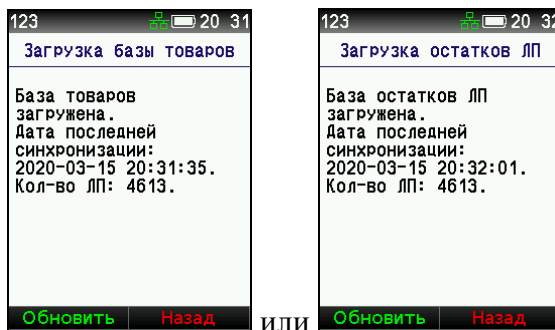 123 20 31
Загрузка базы товаров
База товаров
загружена.
Дата последней
синхронизации:
2020-03-15 20:31:35.
Кол-во ЛП: 4613.
Обновить Назад
или
123 20 32
Загрузка остатков ЛП
База остатков ЛП
загружена.
Дата последней
синхронизации:
2020-03-15 20:32:01.
Кол-во ЛП: 4613.
Обновить Назад